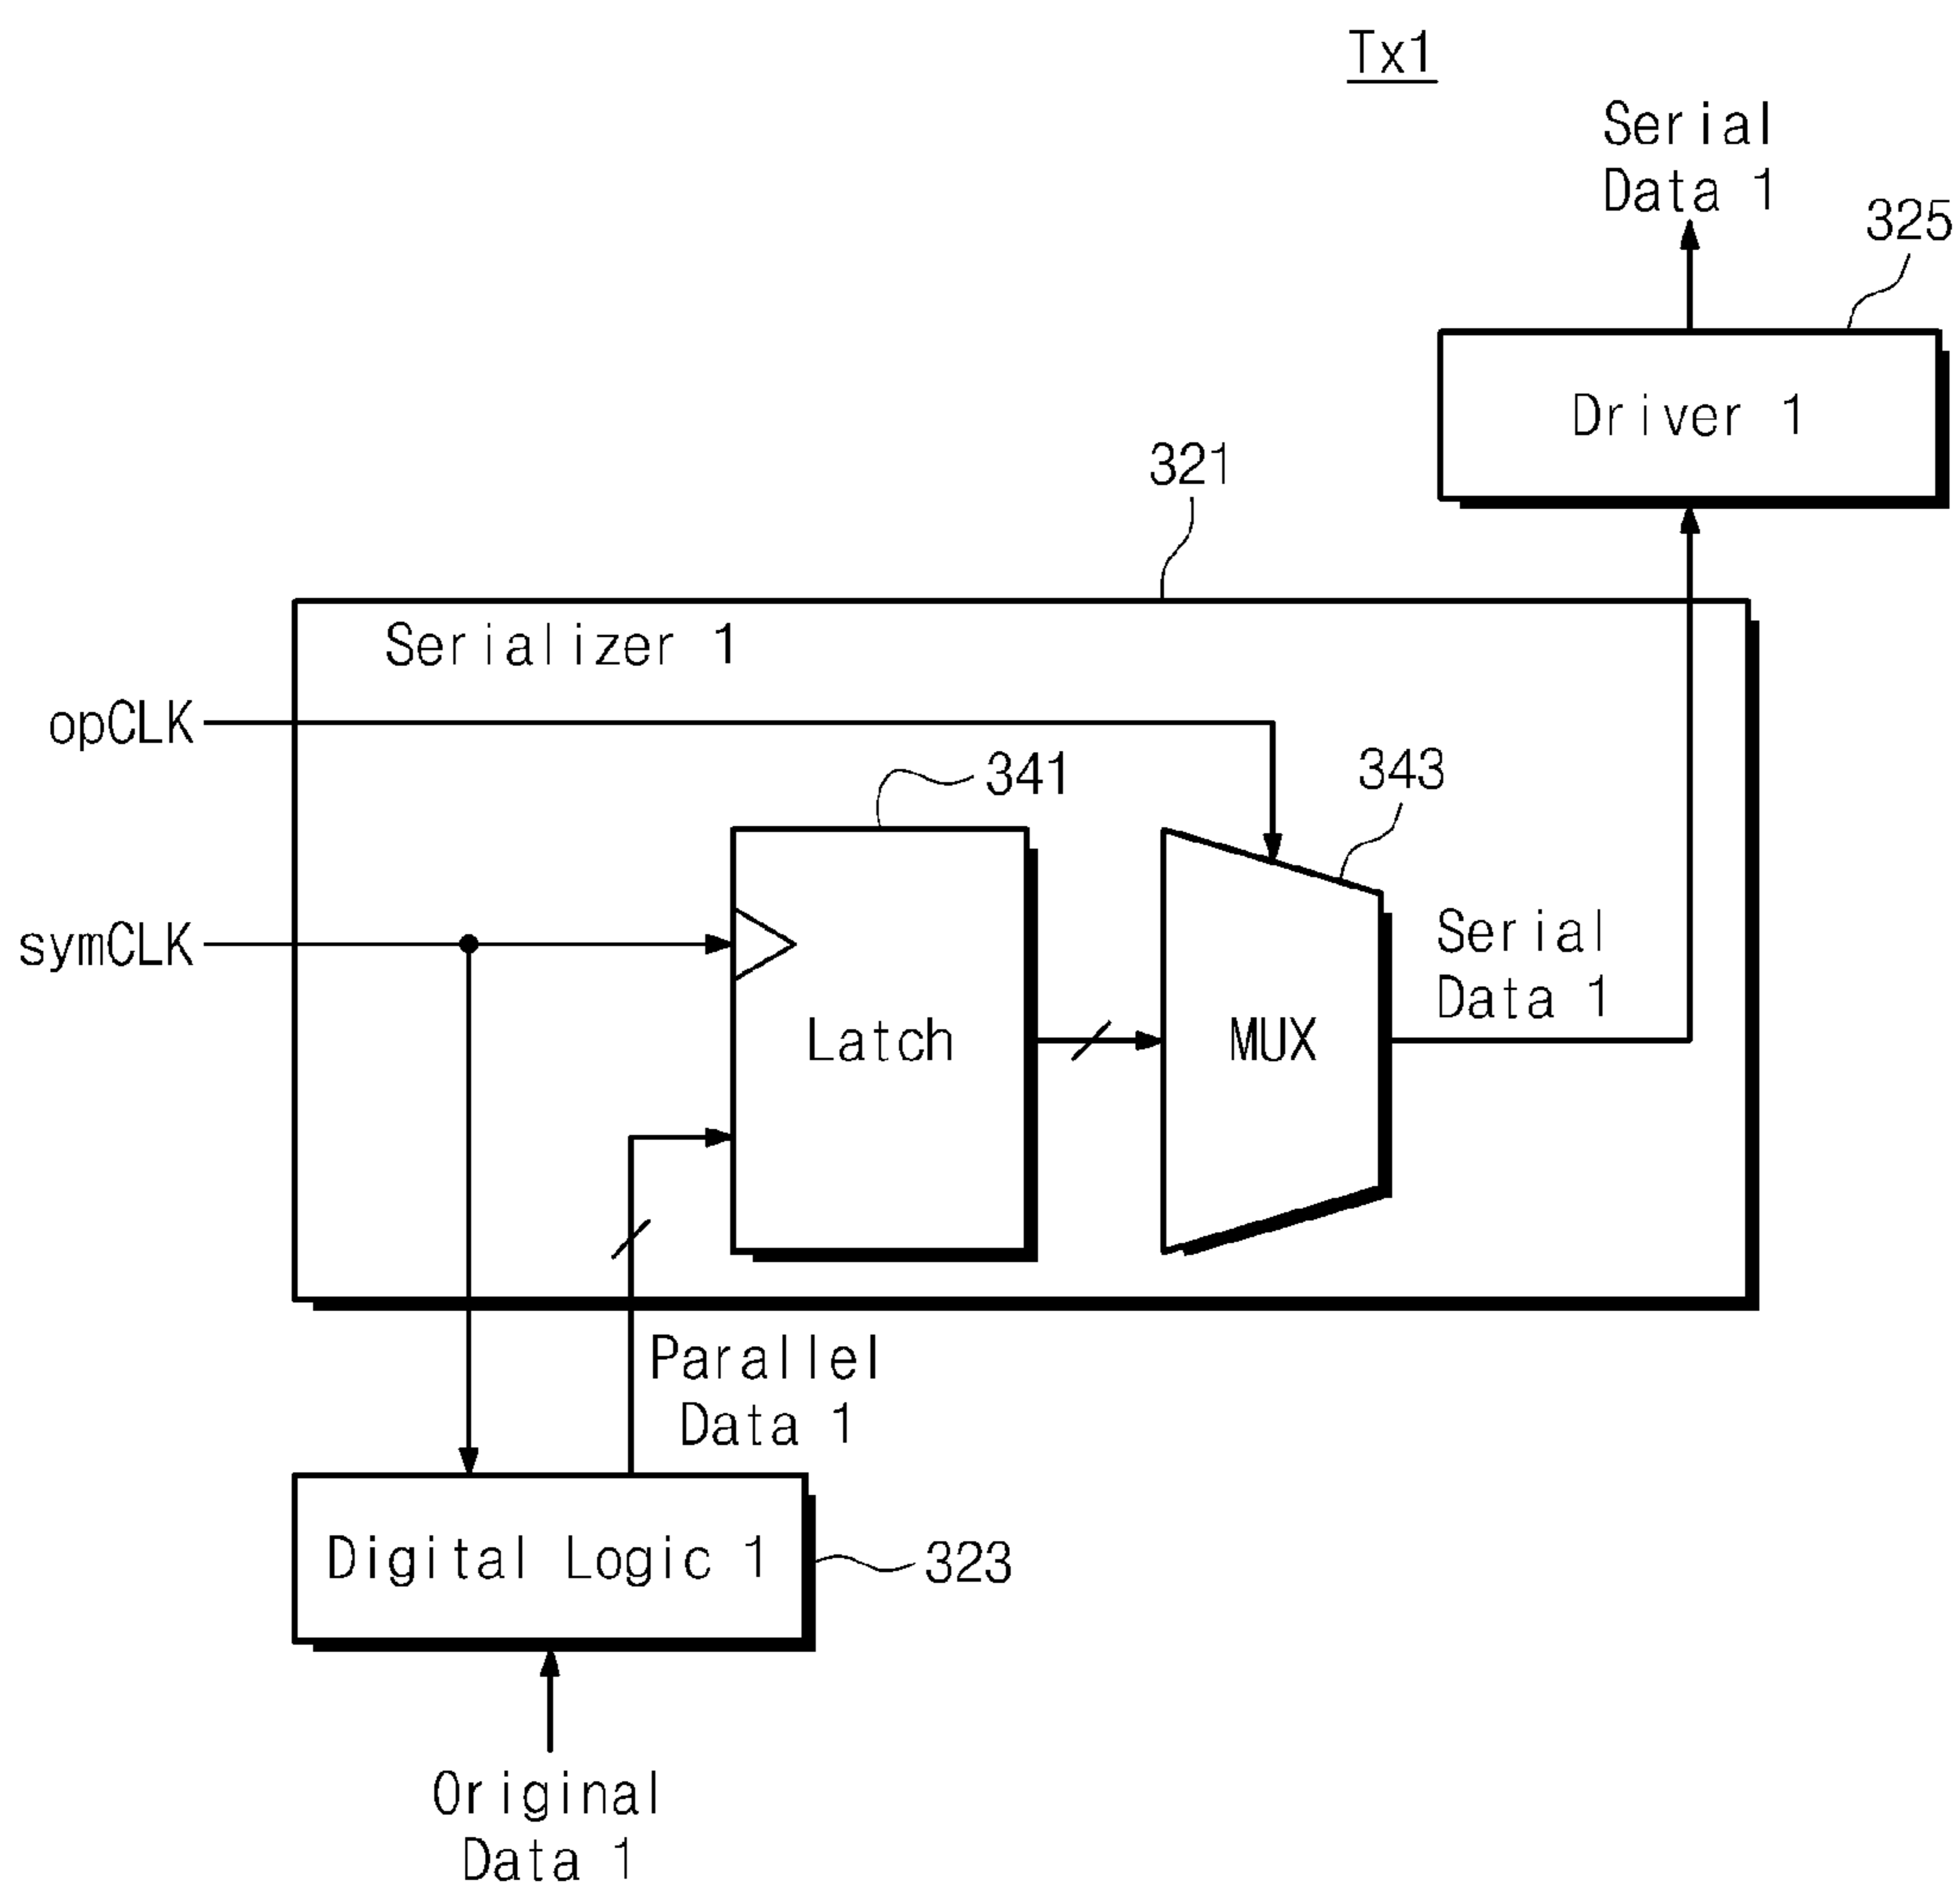 Tx1
Serial
Data 1
325
Driver 1
321
Serializer 1
opCLK
341
343
symCLK
Serial
Data 1
Latch
MUX
Parallel
Data 1
Digital Logic 1
323
Original
Data 1